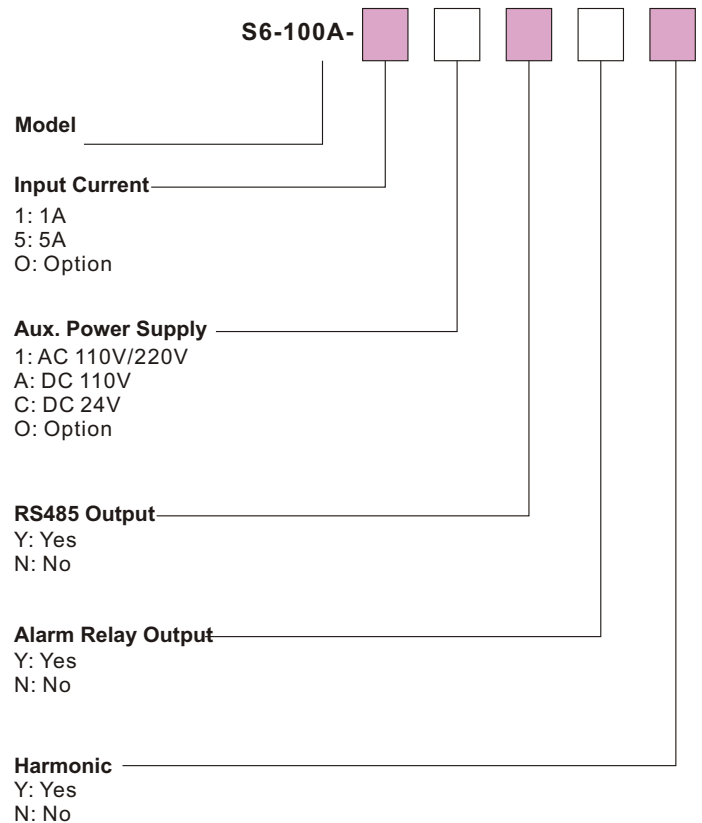 S6-100A-
Model
Input Current
1: 1A
5: 5A
O: Option
Aux. Power Supply
1: AC 110V/220V
A: DC 110V
C: DC 24V
O: Option
RS485 Output
Y: Yes
N: No
Alarm Relay Output
Y: Yes
N: No
Harmonic
Y: Yes
N: No